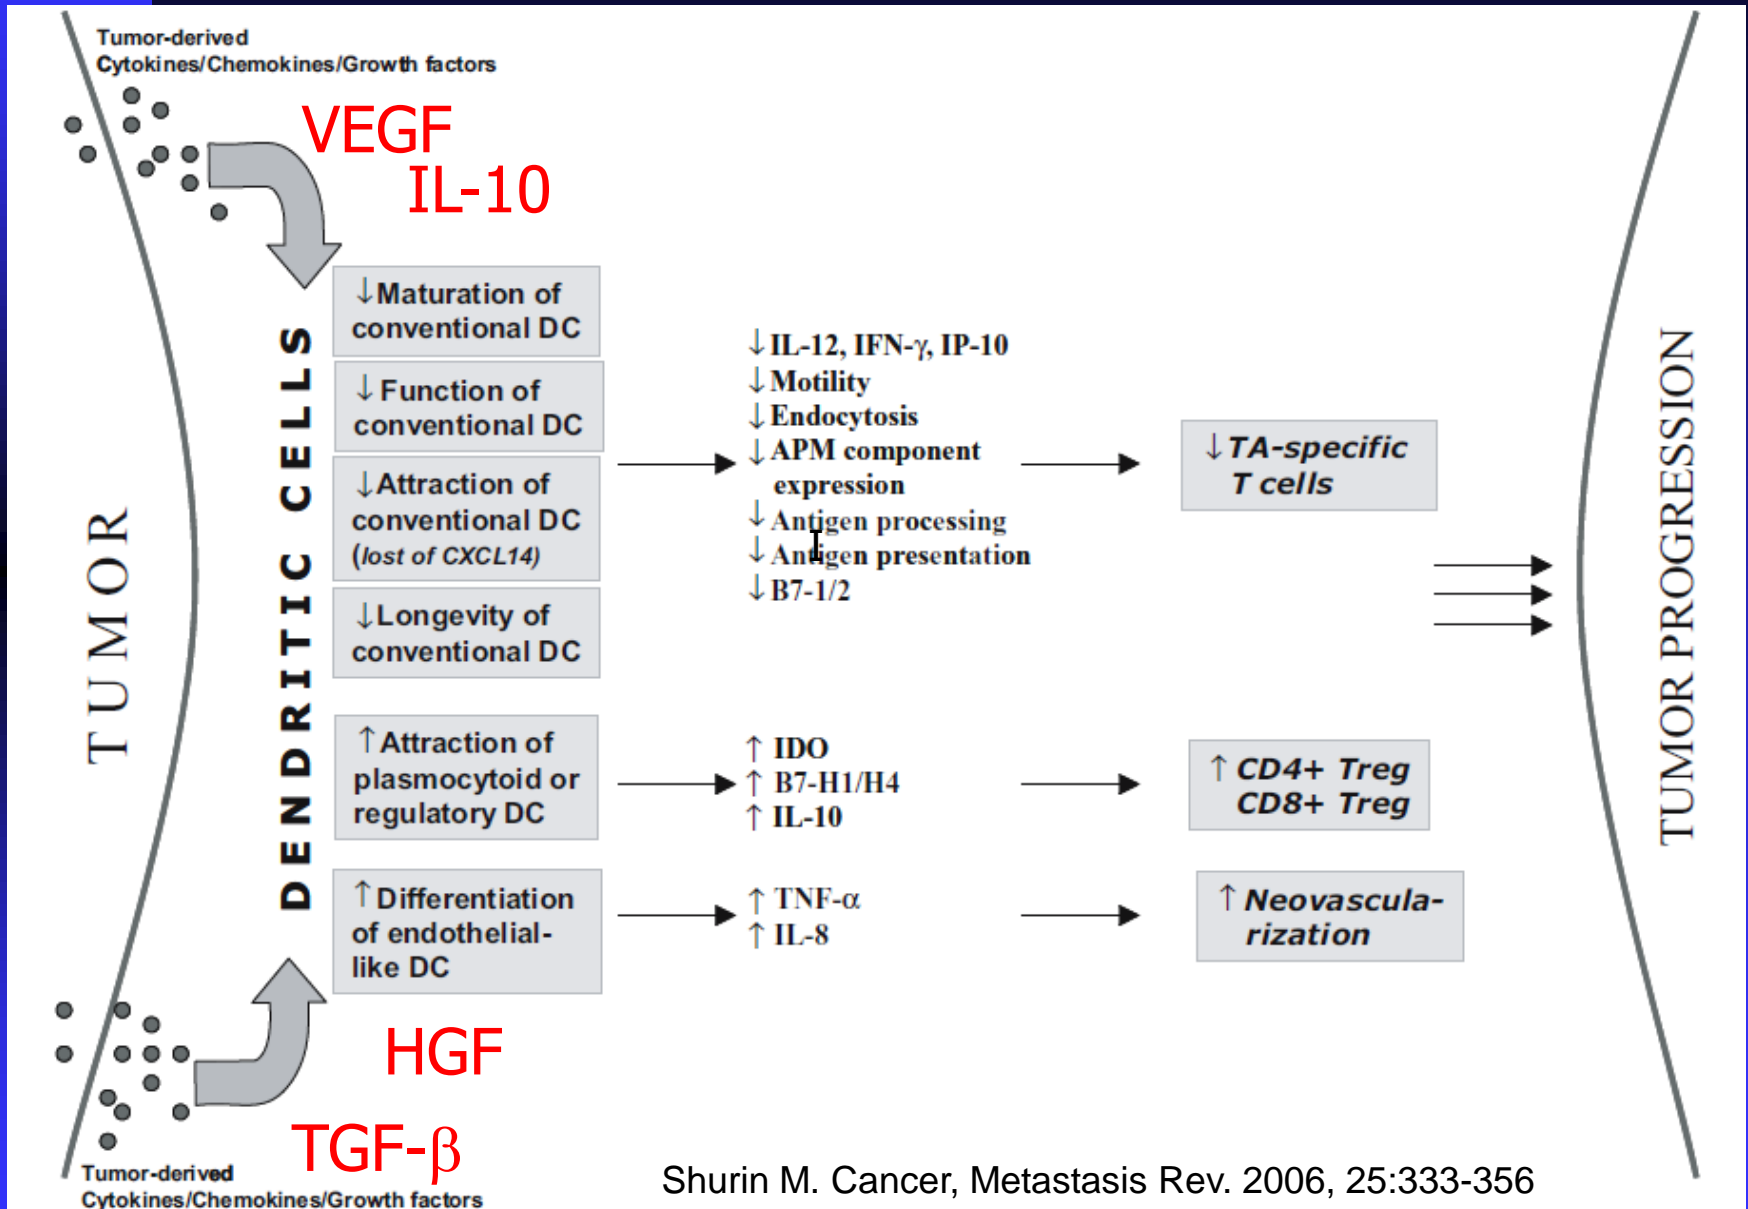 Tumor-derived
Cytokines/Chemokines/Growth factors
VEGF
IL-10
TUMOR
DENDRITIC CELLS
↓Maturation of
conventional DC
↓Function of
conventional DC
↓Attraction of
conventional DC
(lost of CXCL14)
↓Longevity of
conventional DC
↑Attraction of
plasmocytoid or
regulatory DC
↑Differentiation
of endothelial-
like DC
↓IL-12, IFN-γ, IP-10
↓Motility
↓Endocytosis
↓APM component
expression
↓Antigen processing
↓Antigen presentation
↓B7-1/2
↑ IDO
↑ B7-H1/H4
↑ IL-10
↑ TNF-α
↑ IL-8
↓TA-specific
T cells
↑CD4+ Treg
CD8+ Treg
↑Neovascula-
rization
TUMOR PROGRESSION
HGF
TGF-β
Tumor-derived
Cytokines/Chemokines/Growth factors
Shurin M. Cancer, Metastasis Rev. 2006, 25:333-356